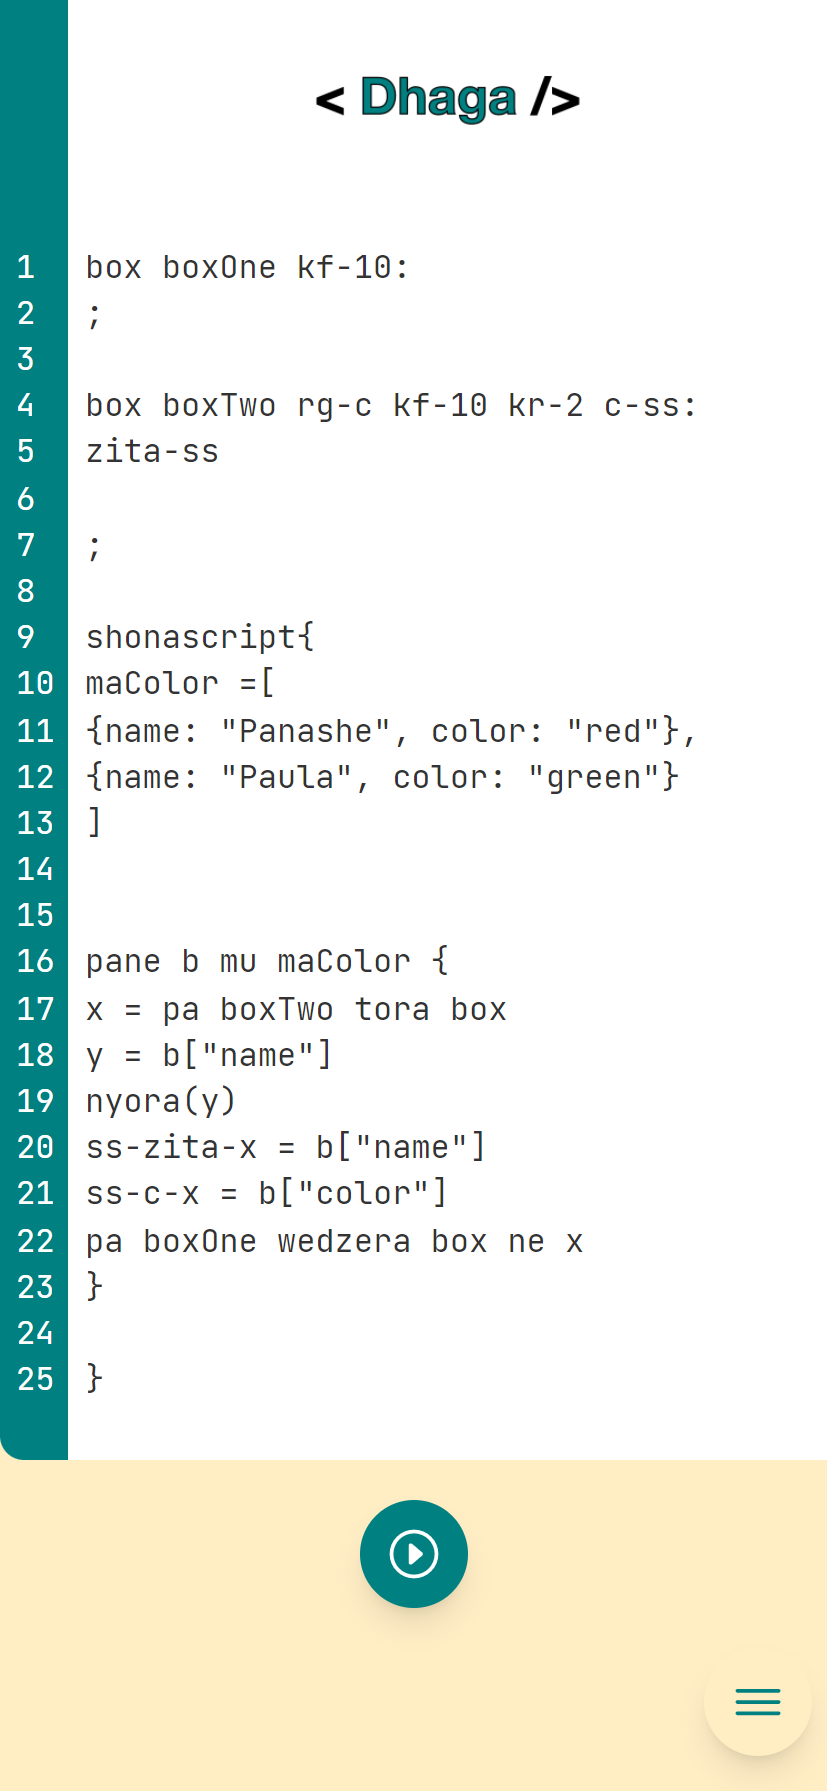 < Dhaga />
1 box boxOne kf-10:
2 ;
3
4 box boxTwo rg-c kf-10 kr-2 c-ss:
5 zita-ss
6
7 ;
8
9 shonascript{
10 maColor =[
11 {name: "Panashe", color: "red"},
12 {name: "Paula", color: "green"}
13 ]
14
15
16 pane b mu maColor {
17 x = pa boxTwo tora box
18 y = b["name"]
19 nyora(y)
20 ss-zita-x = b["name"]
21 ss-c-x = b["color"]
22 pa boxOne wedzera box ne x
23 }
24
25 }